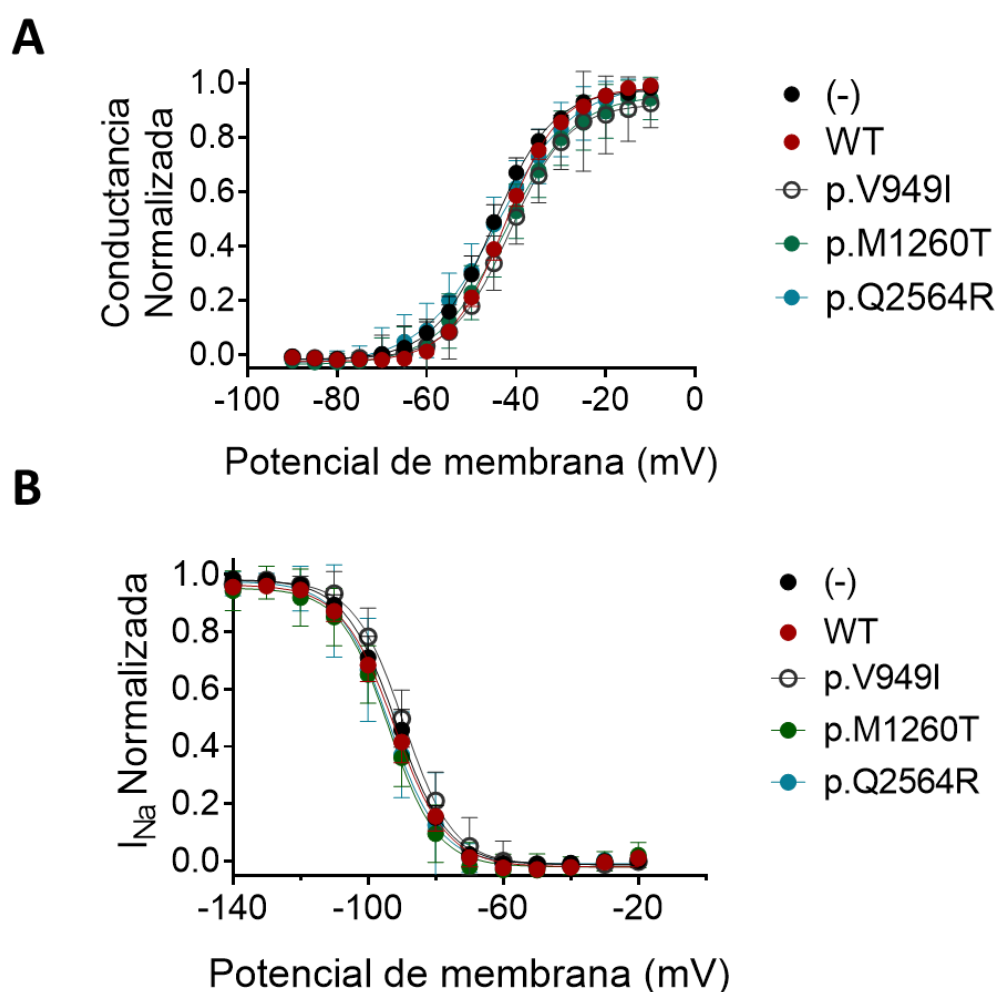 A
Conductancia
Normalizada
1.0
0.8
0.6
0.4
0.2
0.0
-100
-80
-60
-40
-20
0
Potencial de membrana (mV)
(-)
WT
p.V949I
p.M1260T
p.Q2564R
B
I_Na Normalizada
1.0
0.8
0.6
0.4
0.2
0.0
-140
-100
-60
-20
Potencial de membrana (mV)
(-)
WT
p.V949I
p.M1260T
p.Q2564R